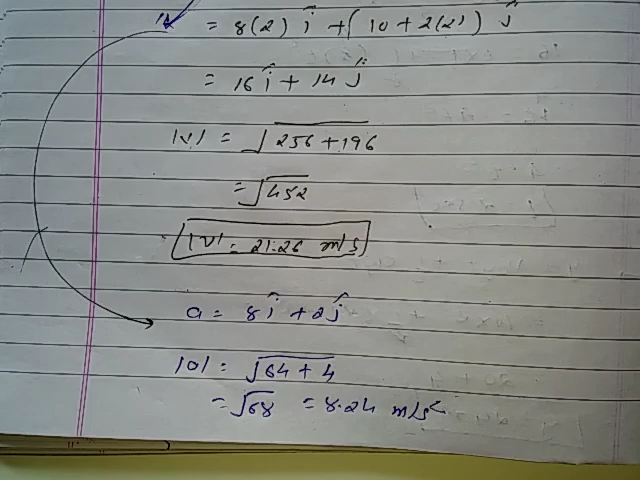 = 8(2) î + (10 + 2(2)) ĵ
= 16 î + 14 ĵ
|v| = √256 + 196
= √452
|v| = 21.26 m/s
a = 8î + 2ĵ
|a| = √64 + 4
= √68 = 8.24 m/s²